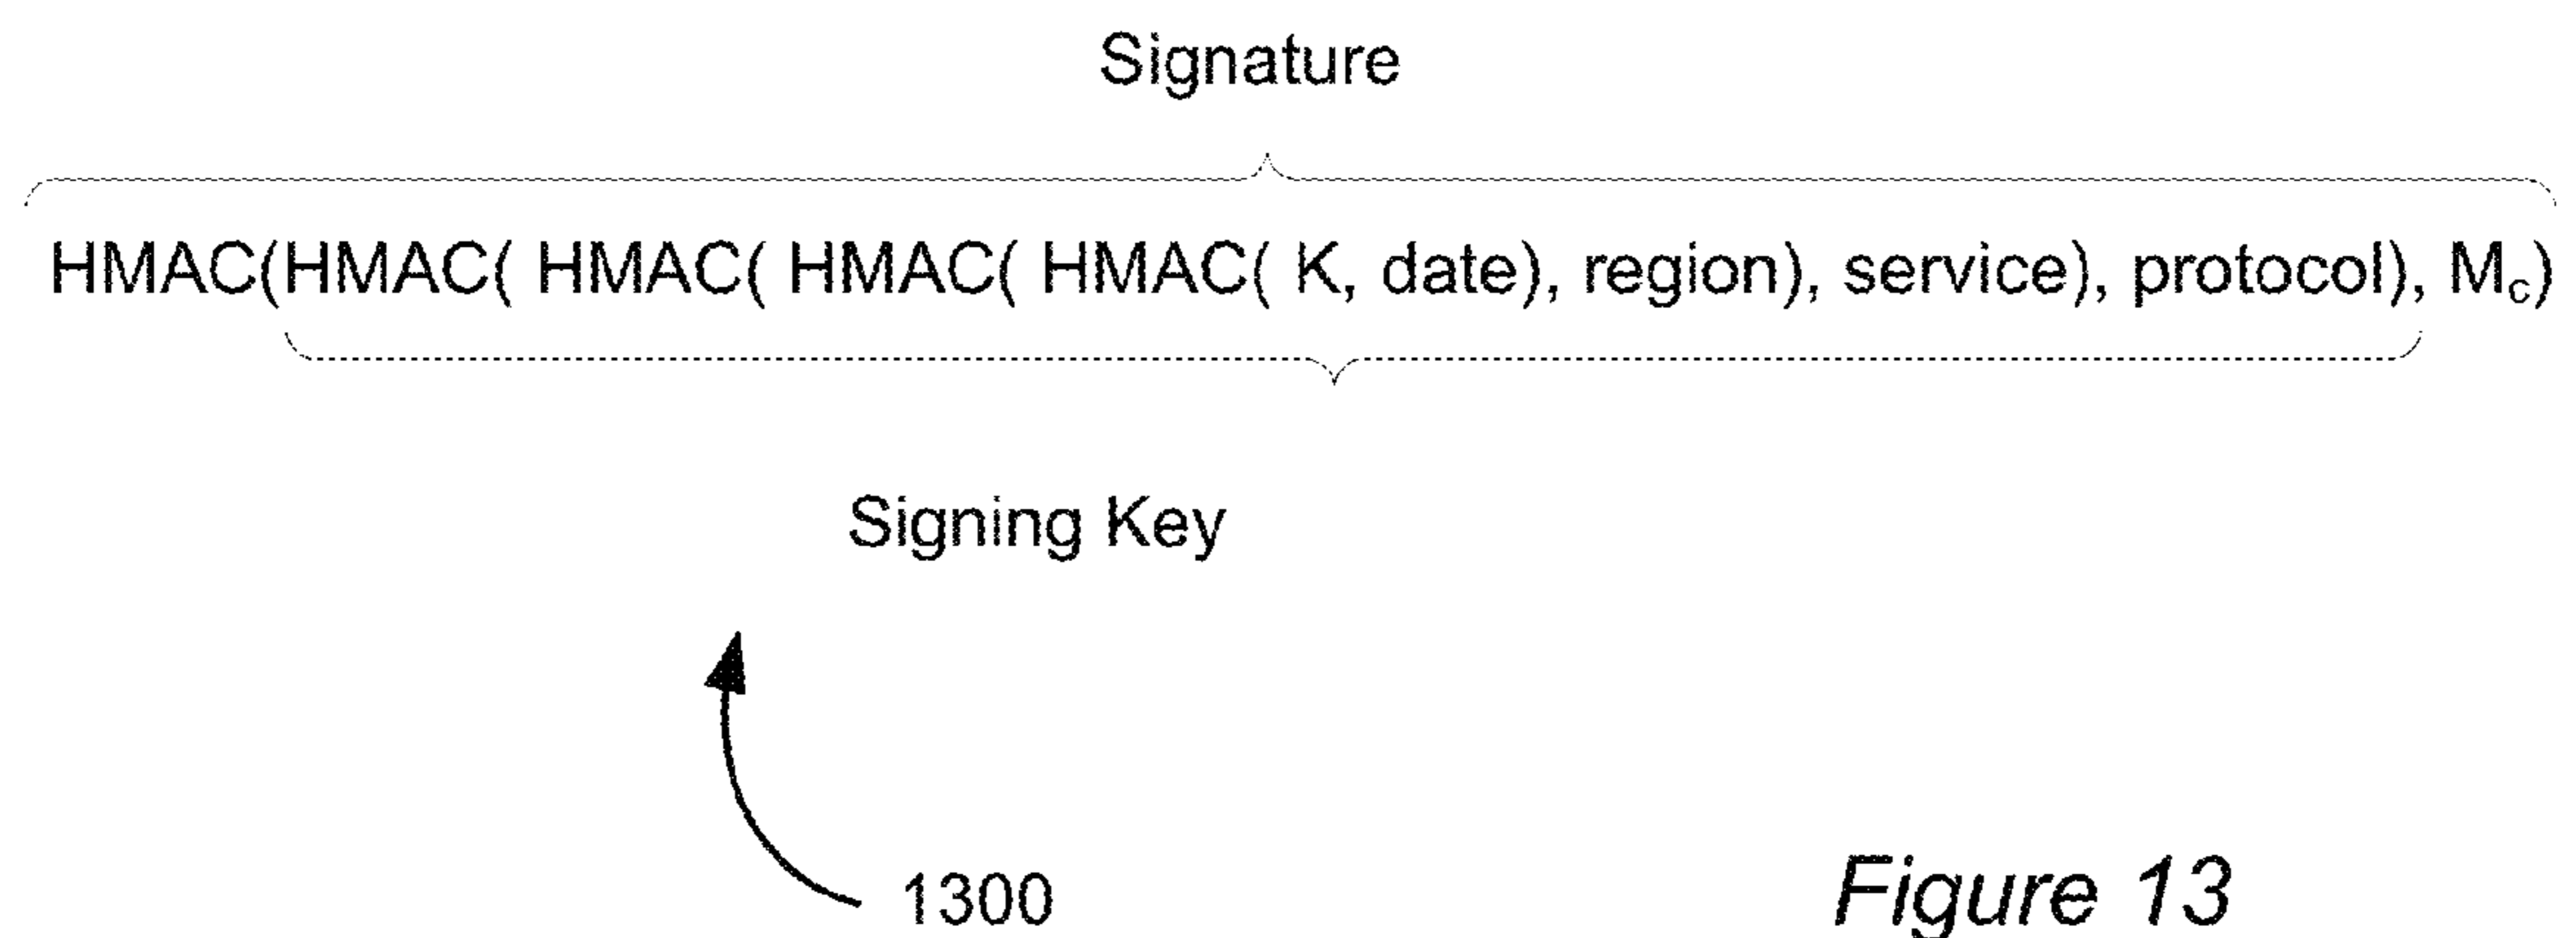 Signature
HMAC(HMAC( HMAC( HMAC( HMAC( K, date), region), service), protocol), Mc)
Signing Key
1300
Figure 13